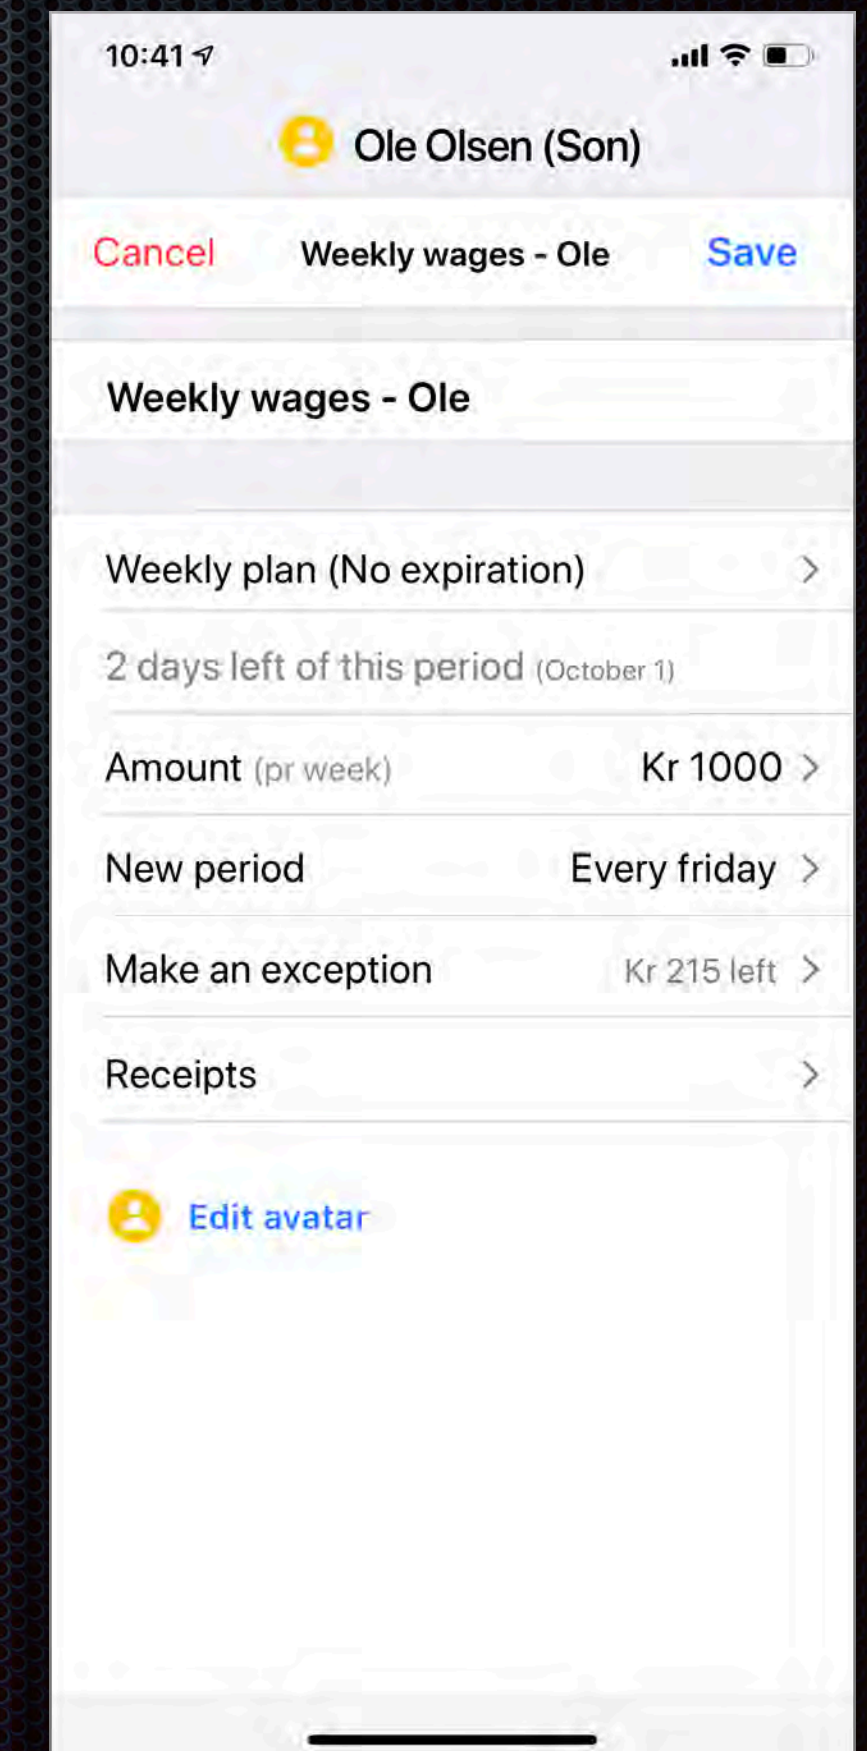 10:41
Ole Olsen (Son)
Cancel Weekly wages - Ole Save
Weekly wages - Ole
Weekly plan (No expiration)
2 days left of this period (October 1)
Amount (pr week) Kr 1000
New period Every friday
Make an exception Kr 215 left
Receipts
Edit avatar